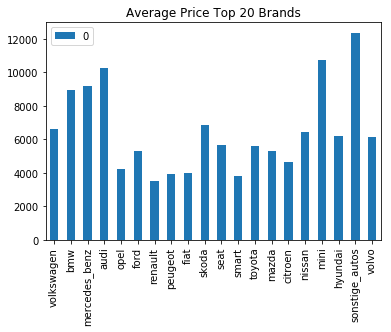 Average Price Top 20 Brands
0
12000
10000
8000
6000
4000
2000
0
volkswagen
bmw
mercedes_benz
audi
opel
ford
renault
peugeot
fiat
skoda
seat
smart
toyota
mazda
citroen
nissan
mini
hyundai
sonstige_autos
volvo